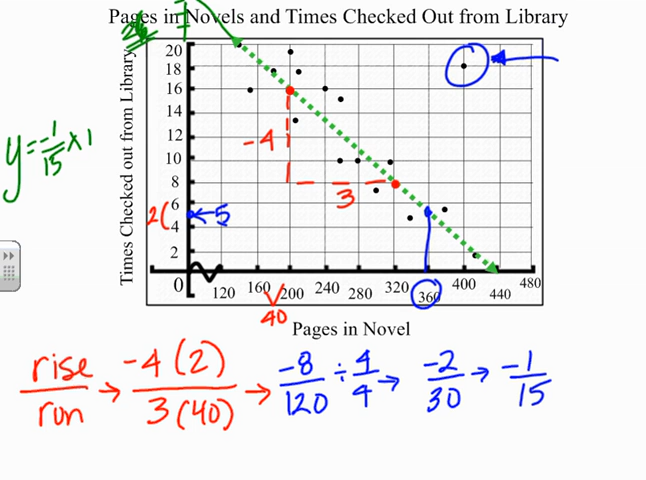 Pages in Novels and Times Checked Out from Library
Times Checked out from Library
20
18
16
14
12
10
8
6
4
2
0
120 160 200 240 280 320 360 400 440 480
Pages in Novel
-4
3
2(
5
40
y = -1/15 x
rise/run → -4(2)/3(40) → -8/120 ÷ 4/4 → -2/30 → -1/15